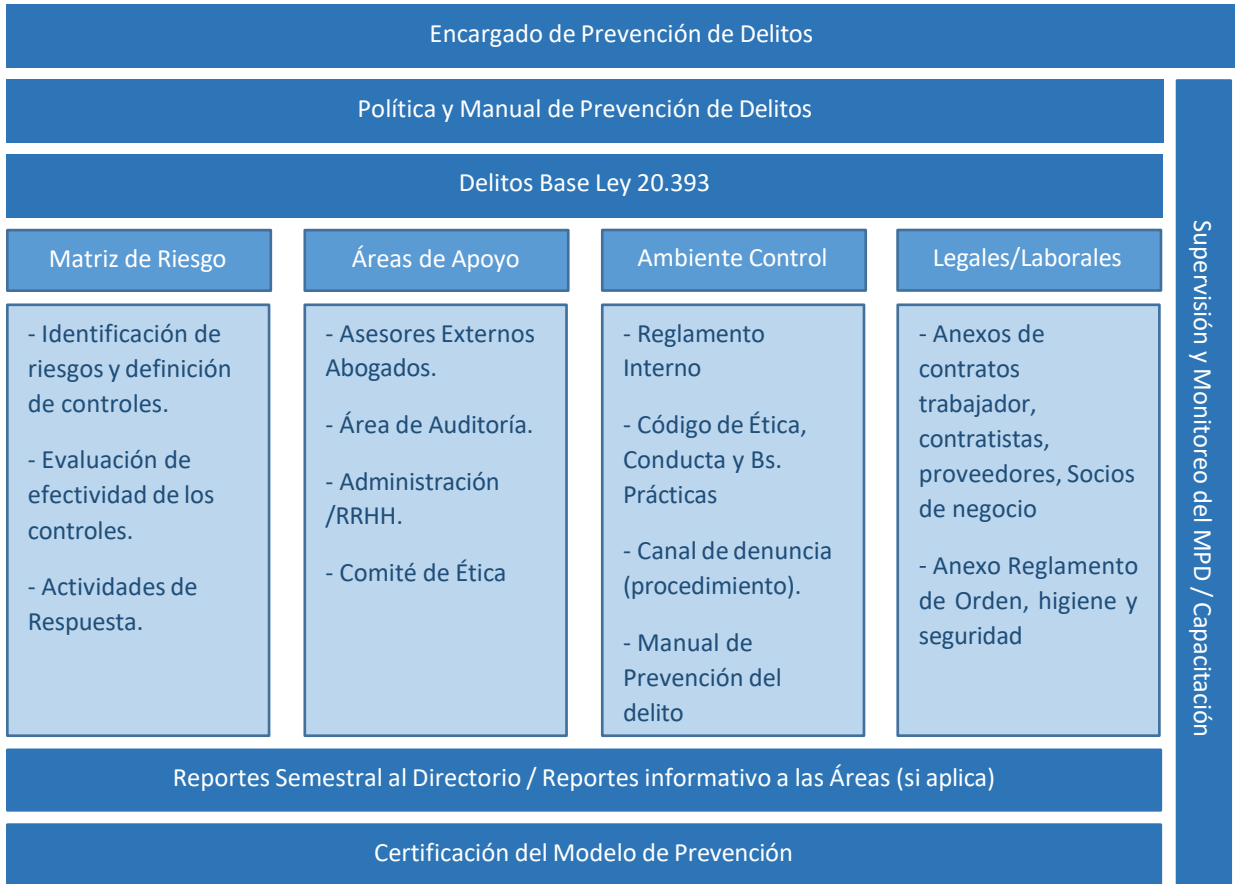 Encargado de Prevención de Delitos
Política y Manual de Prevención de Delitos
Delitos Base Ley 20.393
Matriz de Riesgo
- Identificación de
riesgos y definición
de controles.
- Evaluación de
efectividad de los
controles.
- Actividades de
Respuesta.
Áreas de Apoyo
- Asesores Externos
Abogados.
- Área de Auditoría.
- Administración
/RRHH.
- Comité de Ética
Ambiente Control
- Reglamento
Interno
- Código de Ética,
Conducta y Bs.
Prácticas
- Canal de denuncia
(procedimiento).
- Manual de
Prevención del
delito
Legales/Laborales
- Anexos de
contratos
trabajador,
contratistas,
proveedores, Socios
de negocio
- Anexo Reglamento
de Orden, higiene y
seguridad
Reportes Semestral al Directorio / Reportes informativo a las Áreas (si aplica)
Certificación del Modelo de Prevención
Supervisión y Monitoreo del MPD / Capacitación